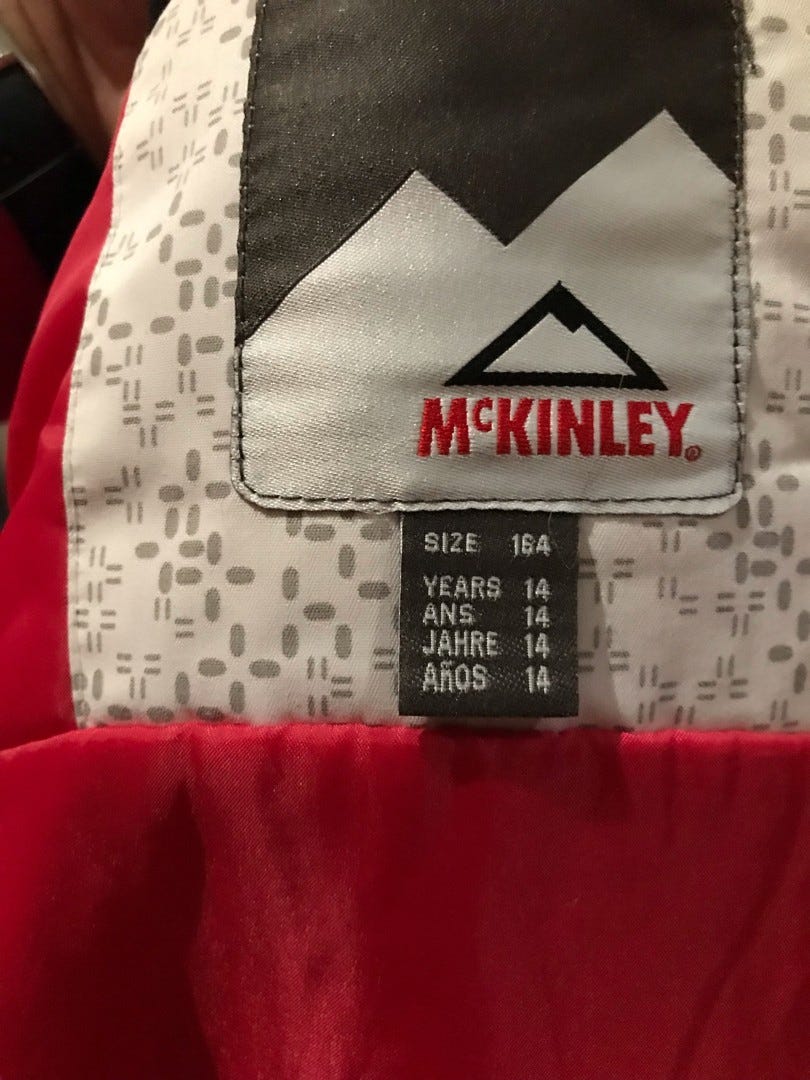 McKINLEY®
SIZE 164
YEARS 14
ANS 14
JAHRE 14
AÑOS 14